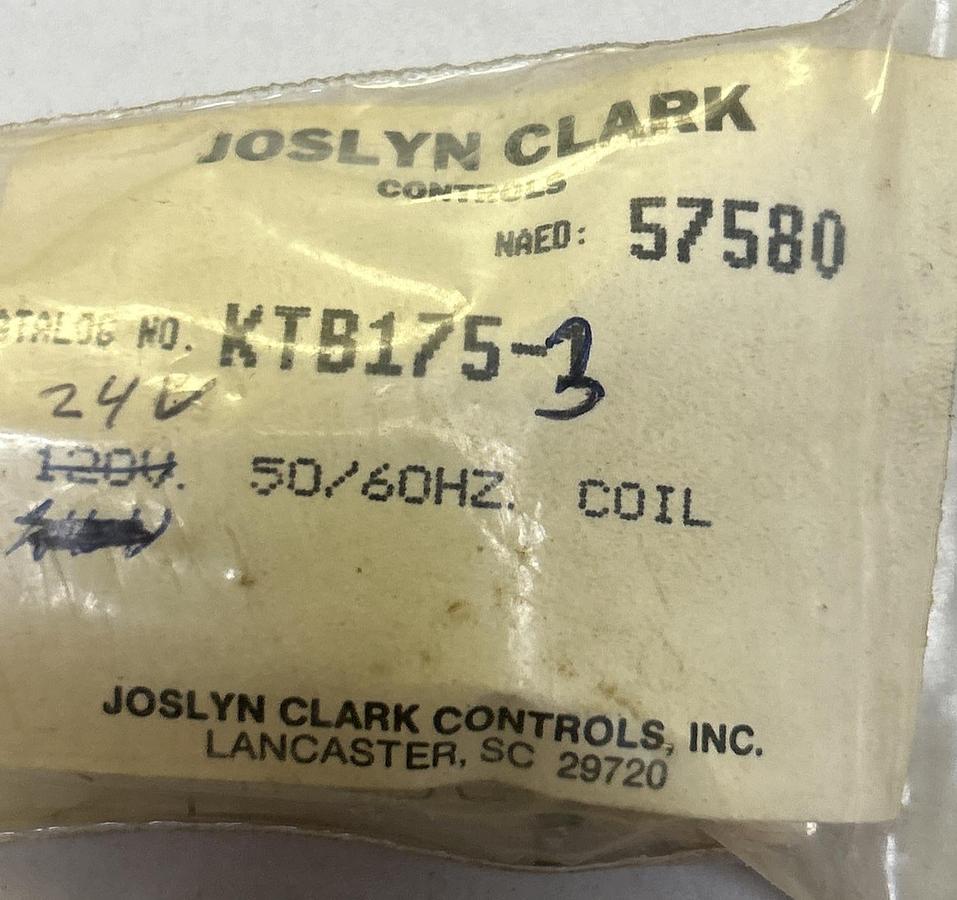 JOSLYN CLARK
CONTROLS
NAED: 57580
ATALOG NO. KTB175-3
24V
120V. 50/60HZ. COIL
JOSLYN CLARK CONTROLS, INC.
LANCASTER, SC 29720